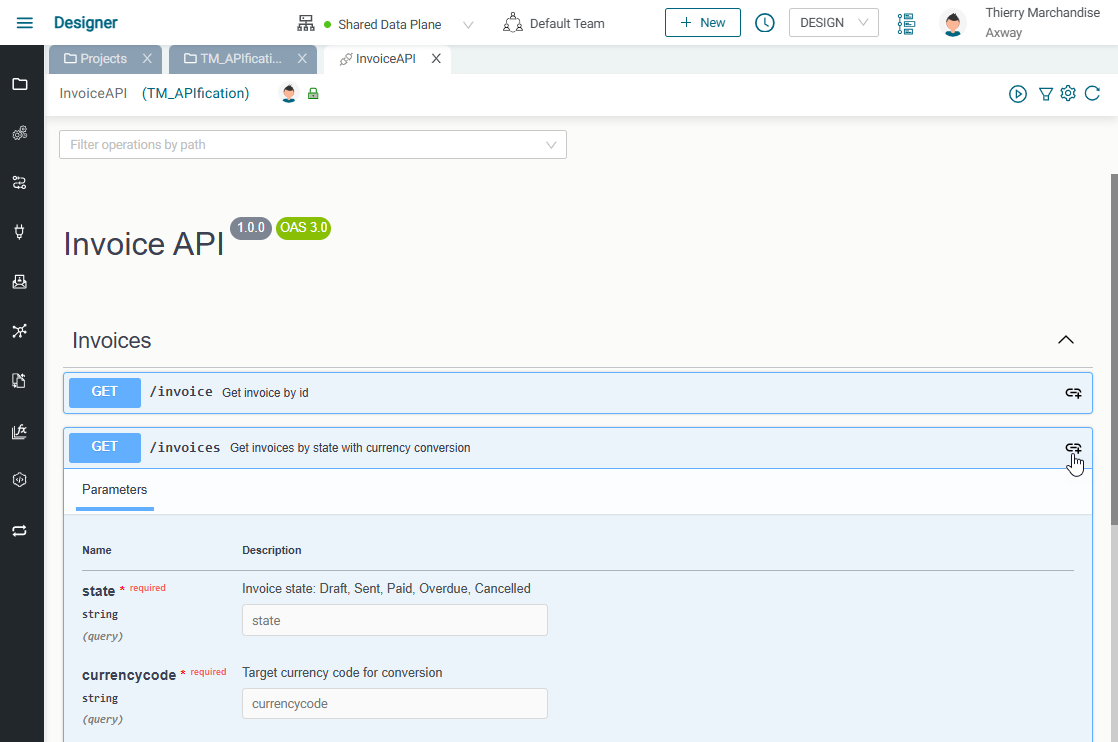 Designer
Shared Data Plane
Default Team
+ New
DESIGN
Thierry Marchandise
Axway
Projects
TM_APIficati...
InvoiceAPI
InvoiceAPI (TM_APIfication)
Filter operations by path
Invoice API 1.0.0 OAS 3.0
Invoices
GET /invoice Get invoice by id
GET /invoices Get invoices by state with currency conversion
Parameters
Name Description
state * required Invoice state: Draft, Sent, Paid, Overdue, Cancelled
string state
(query)
currencycode * required Target currency code for conversion
string currencycode
(query)